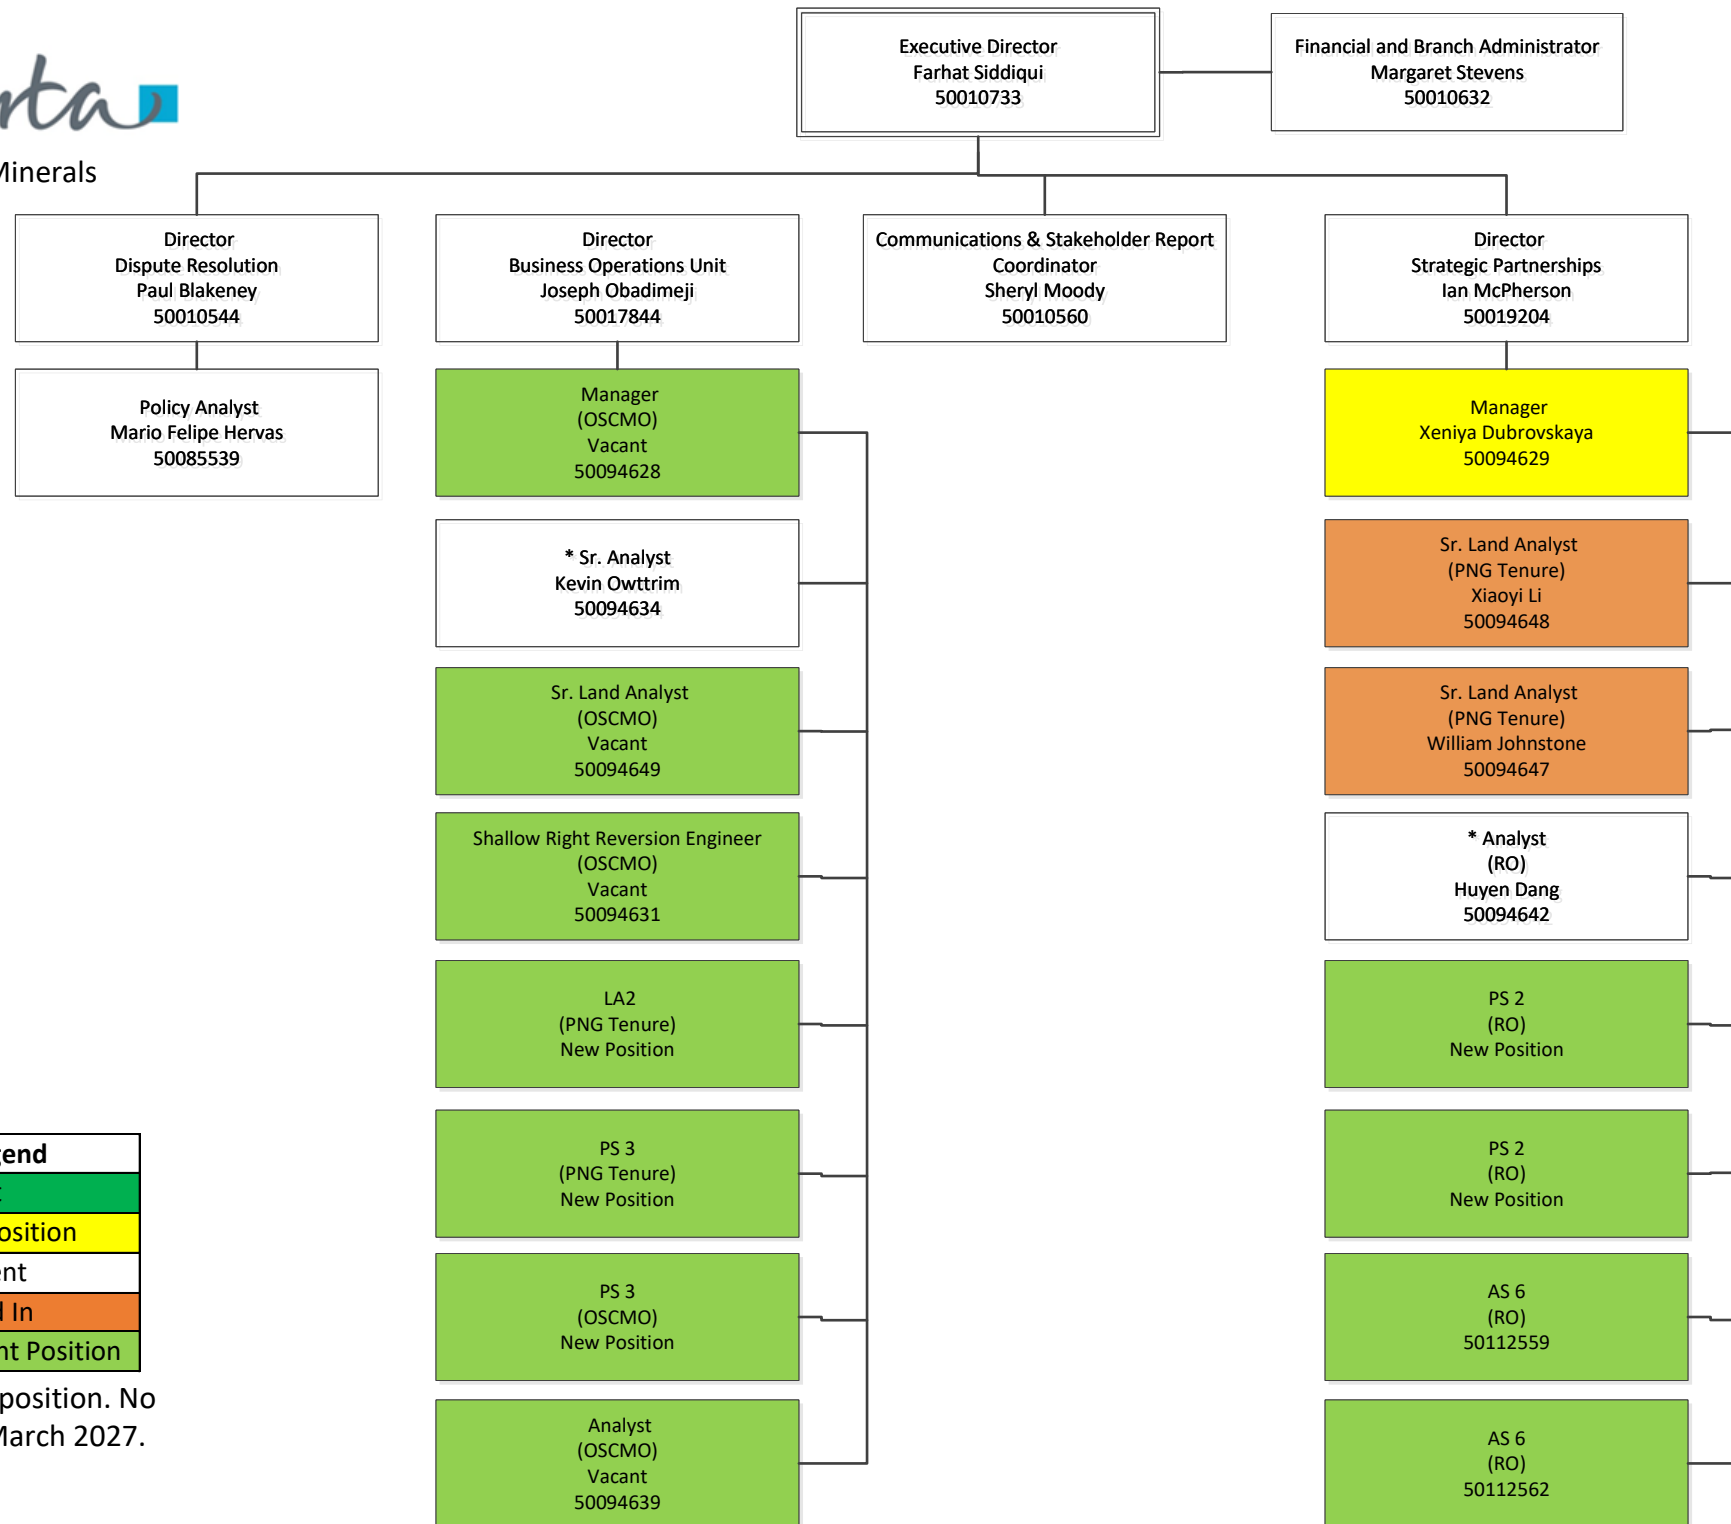 Executive Director
Farhat Siddiqui
50010733
Financial and Branch Administrator
Margaret Stevens
50010632
Minerals
Director
Dispute Resolution
Paul Blakeney
50010544
Director
Business Operations Unit
Joseph Obadimeji
50017844
Communications & Stakeholder Report
Coordinator
Sheryl Moody
50010560
Director
Strategic Partnerships
Ian McPherson
50019204
Policy Analyst
Mario Felipe Hervas
50085539
Manager
(OSCMO)
Vacant
50094628
Manager
Xeniya Dubrovskaya
50094629
* Sr. Analyst
Kevin Owttrim
50094634
Sr. Land Analyst
(PNG Tenure)
Xiaoyi Li
50094648
Sr. Land Analyst
(OSCMO)
Vacant
50094649
Sr. Land Analyst
(PNG Tenure)
William Johnstone
50094647
Shallow Right Reversion Engineer
(OSCMO)
Vacant
50094631
* Analyst
(RO)
Huyen Dang
50094642
LA2
(PNG Tenure)
New Position
PS 2
(RO)
New Position
PS 3
(PNG Tenure)
New Position
PS 2
(RO)
New Position
PS 3
(OSCMO)
New Position
AS 6
(RO)
50112559
Analyst
(OSCMO)
Vacant
50094639
AS 6
(RO)
50112562
gend
osition
ent
d In
nt Position
position. No
March 2027.